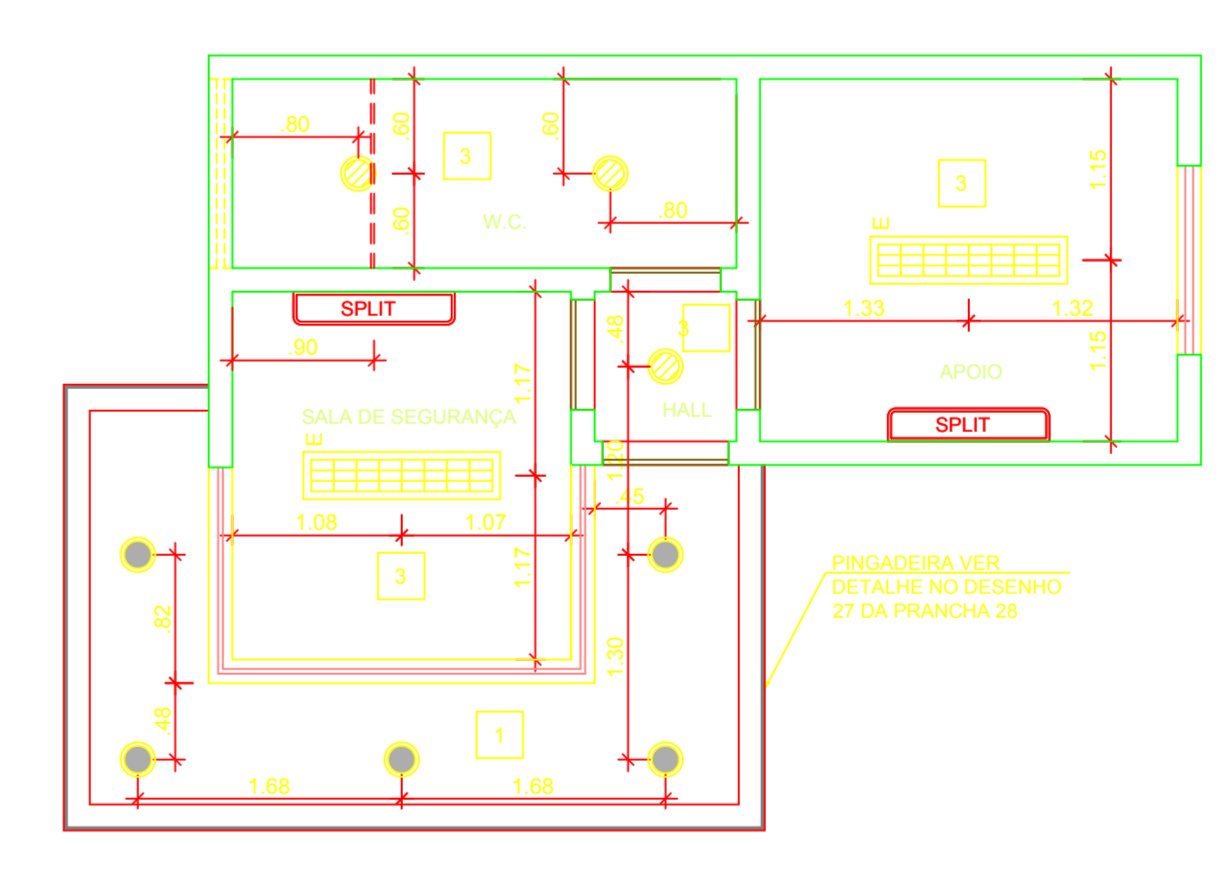 .80
.60
3
.60
3
1.15
.60
W.C.
.80
E
SPLIT
.48
3
1.33
1.32
.90
1.17
1.15
APOIO
SALA DE SEGURANÇA
HALL
SPLIT
E
1.20
.45
1.08
1.07
1.17
3
PINGADEIRA VER
DETALHE NO DESENHO
27 DA PRANCHA 28
.82
1.30
.48
1
1.68
1.68